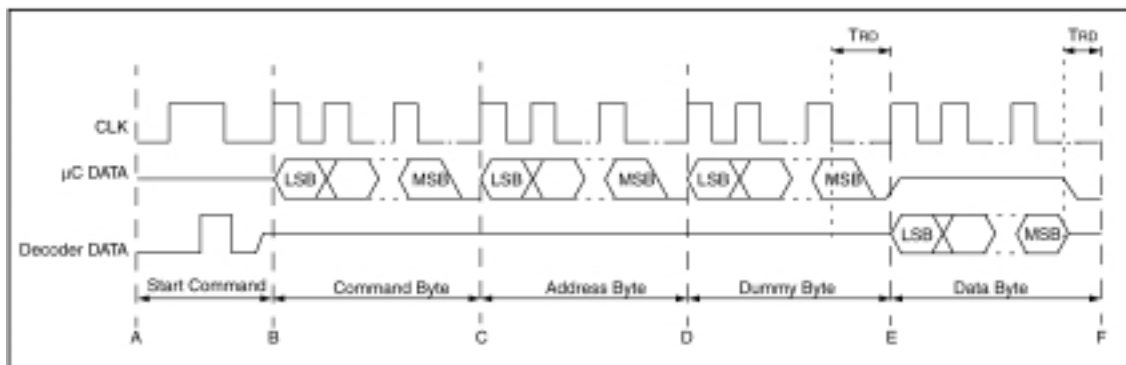 TRD TRD
CLK
µC DATA LSB MSB LSB MSB LSB MSB
Decoder DATA LSB MSB
Start Command Command Byte Address Byte Dummy Byte Data Byte
A B C D E F